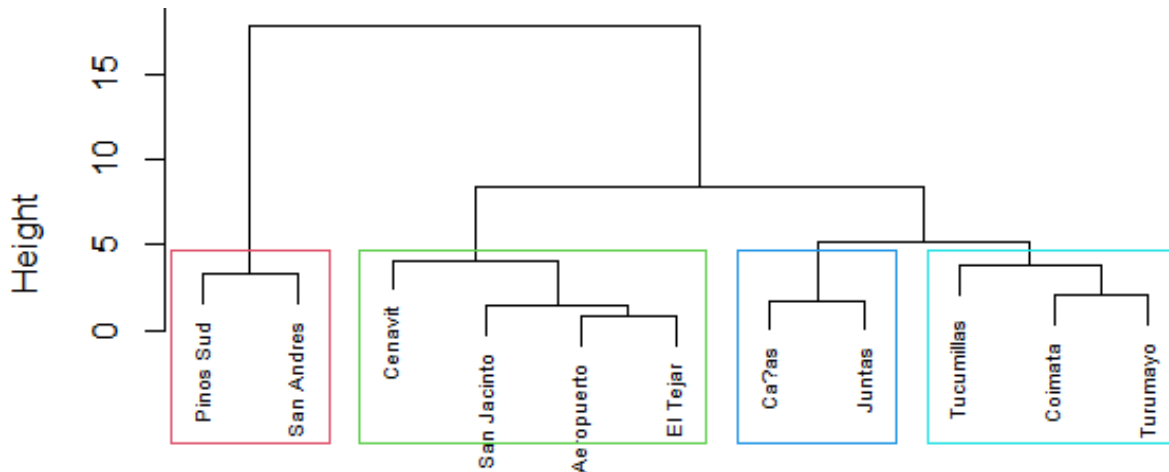 15
10
5
0
Height
Pinos Sud
San Andres
Cenavit
San Jacinto
Aeropuerto
El Tejar
Ca?as
Juntas
Tucumillas
Coimata
Turumayo